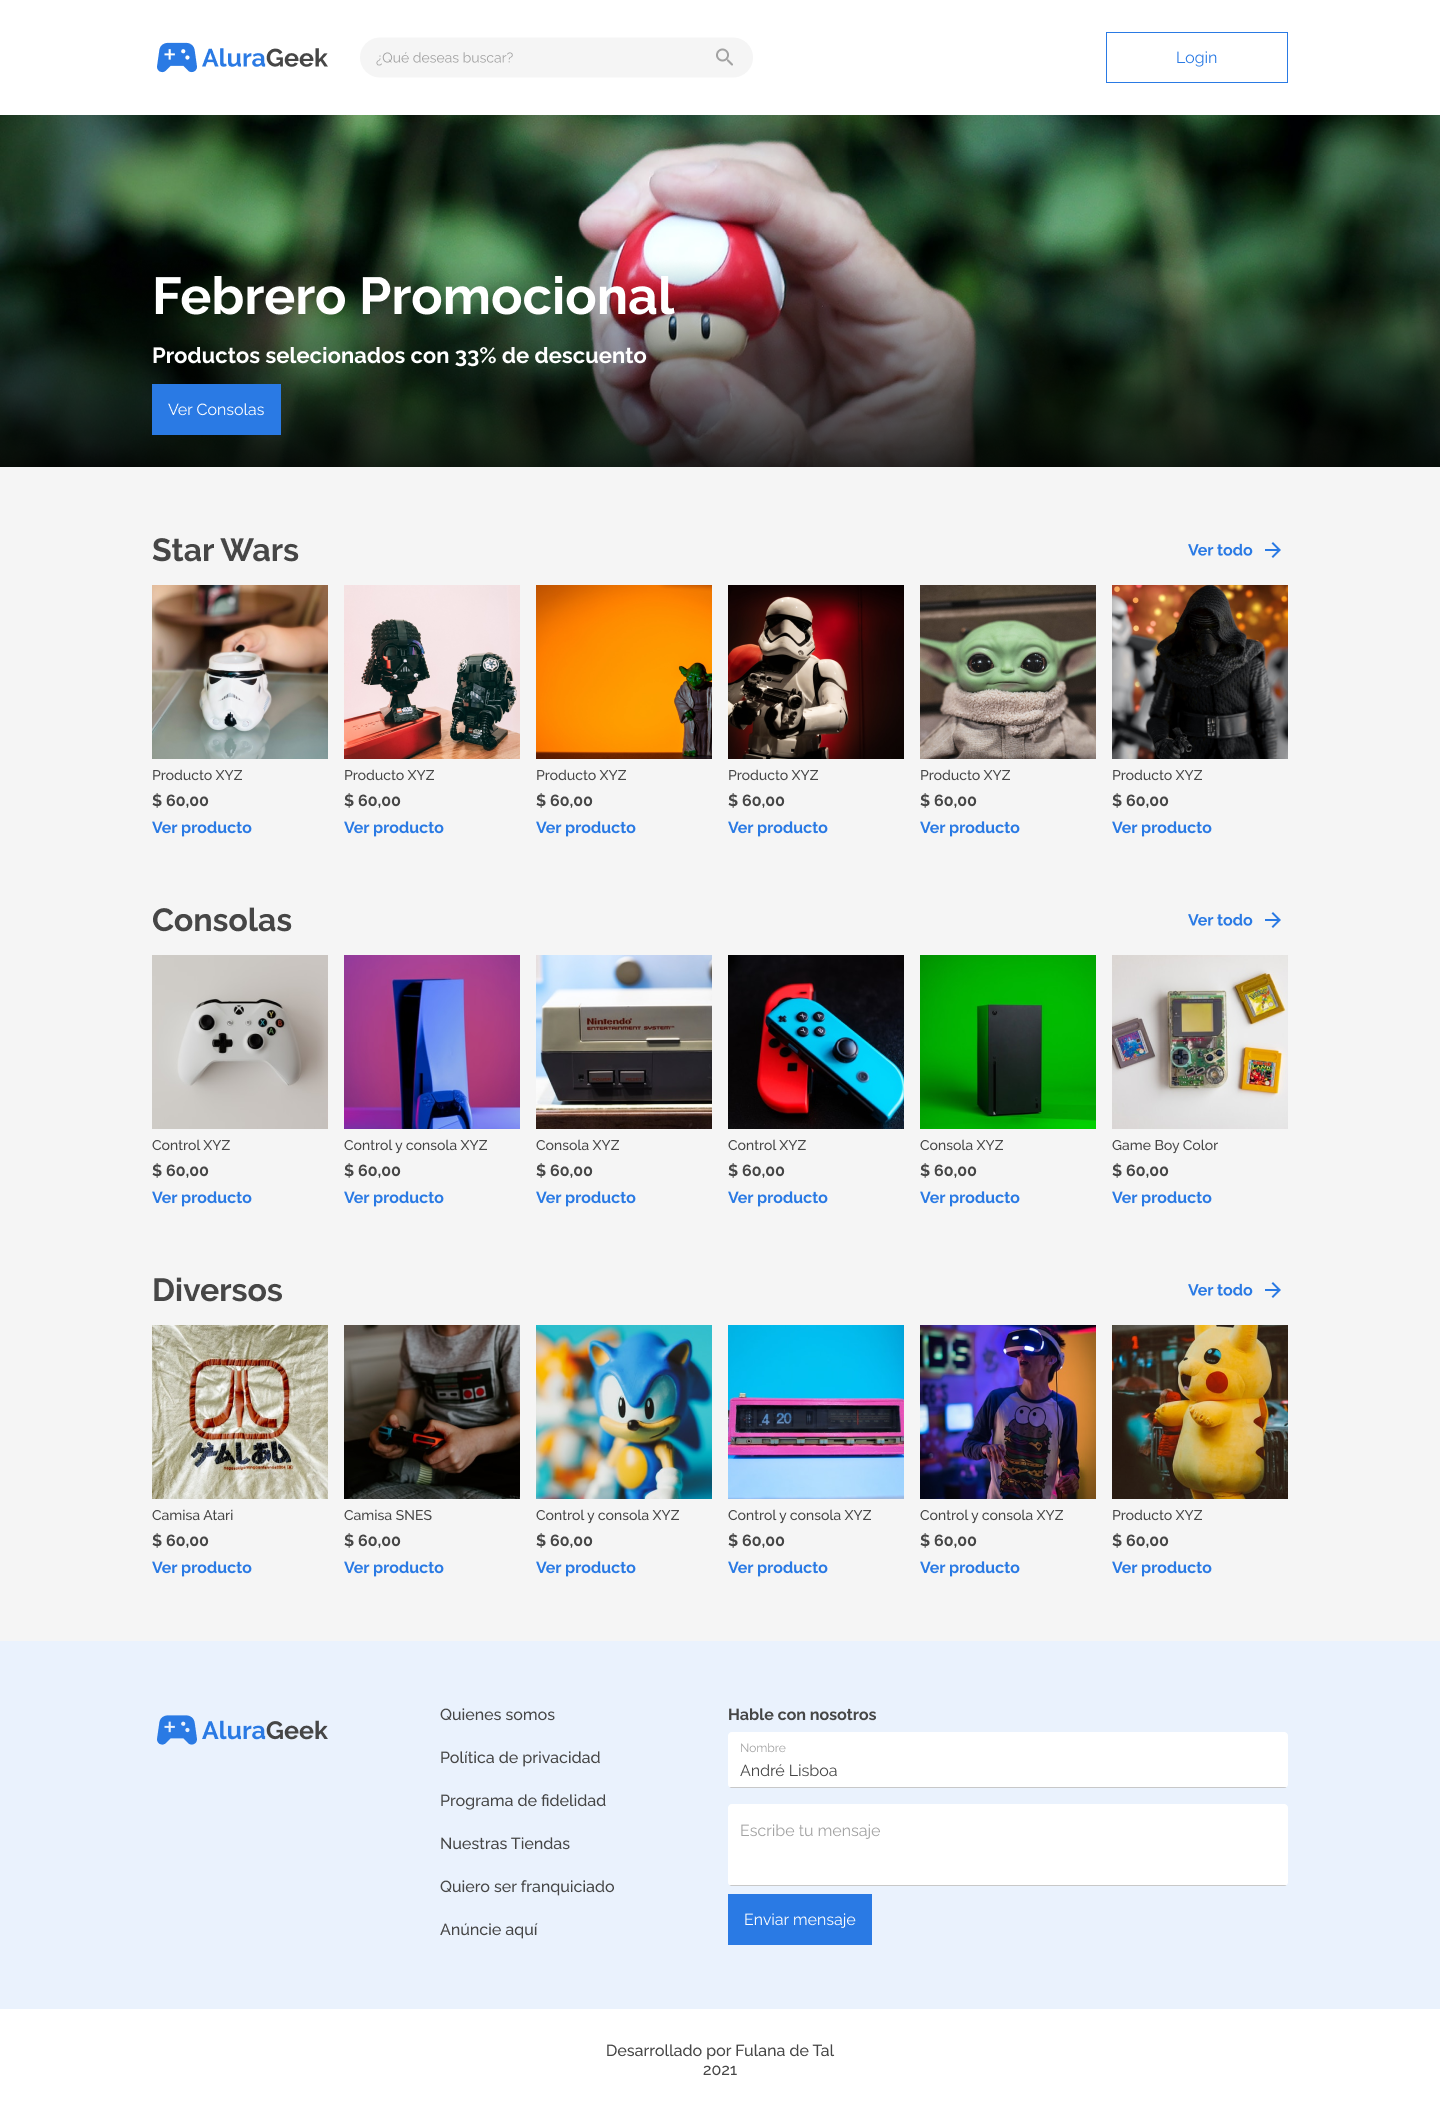 AluraGeek
¿Qué deseas buscar?
Login
Febrero Promocional
Productos selecionados con 33% de descuento
Ver Consolas
Star Wars
Ver todo
Producto XYZ
$ 60,00
Ver producto
Producto XYZ
$ 60,00
Ver producto
Producto XYZ
$ 60,00
Ver producto
Producto XYZ
$ 60,00
Ver producto
Producto XYZ
$ 60,00
Ver producto
Producto XYZ
$ 60,00
Ver producto
Consolas
Ver todo
Control XYZ
$ 60,00
Ver producto
Control y consola XYZ
$ 60,00
Ver producto
Nintendo
ENTERTAINMENT SYSTEM™
Consola XYZ
$ 60,00
Ver producto
Control XYZ
$ 60,00
Ver producto
Consola XYZ
$ 60,00
Ver producto
Game Boy Color
$ 60,00
Ver producto
Diversos
Ver todo
ゲームしあい
Camisa Atari
$ 60,00
Ver producto
Camisa SNES
$ 60,00
Ver producto
Control y consola XYZ
$ 60,00
Ver producto
4 20
Control y consola XYZ
$ 60,00
Ver producto
Control y consola XYZ
$ 60,00
Ver producto
Producto XYZ
$ 60,00
Ver producto
AluraGeek
Quienes somos
Política de privacidad
Programa de fidelidad
Nuestras Tiendas
Quiero ser franquiciado
Anúncie aquí
Hable con nosotros
Nombre
André Lisboa
Escribe tu mensaje
Enviar mensaje
Desarrollado por Fulana de Tal
2021